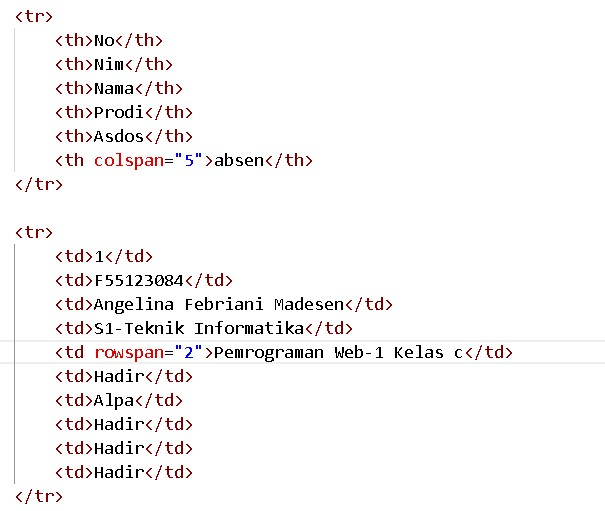 <tr>
<th>No</th>
<th>Nim</th>
<th>Nama</th>
<th>Prodi</th>
<th>Asdos</th>
<th colspan="5">absen</th>
</tr>
<tr>
<td>1</td>
<td>F55123084</td>
<td>Angelina Febriani Madesen</td>
<td>S1-Teknik Informatika</td>
<td rowspan="2">Pemrograman Web-1 Kelas c</td>
<td>Hadir</td>
<td>Alpa</td>
<td>Hadir</td>
<td>Hadir</td>
<td>Hadir</td>
</tr>